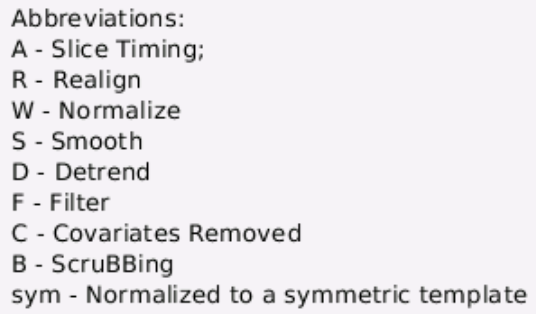 Abbreviations:
A - Slice Timing;
R - Realign
W - Normalize
S - Smooth
D - Detrend
F - Filter
C - Covariates Removed
B - ScruBBing
sym - Normalized to a symmetric template